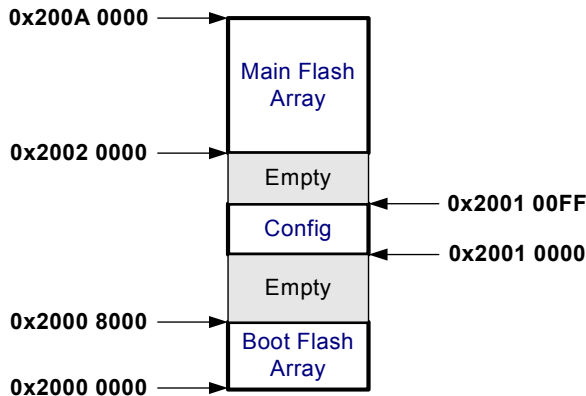 0x200A 0000
Main Flash
Array
0x2002 0000
Empty
0x2001 00FF
Config
0x2001 0000
Empty
0x2000 8000
Boot Flash
Array
0x2000 0000